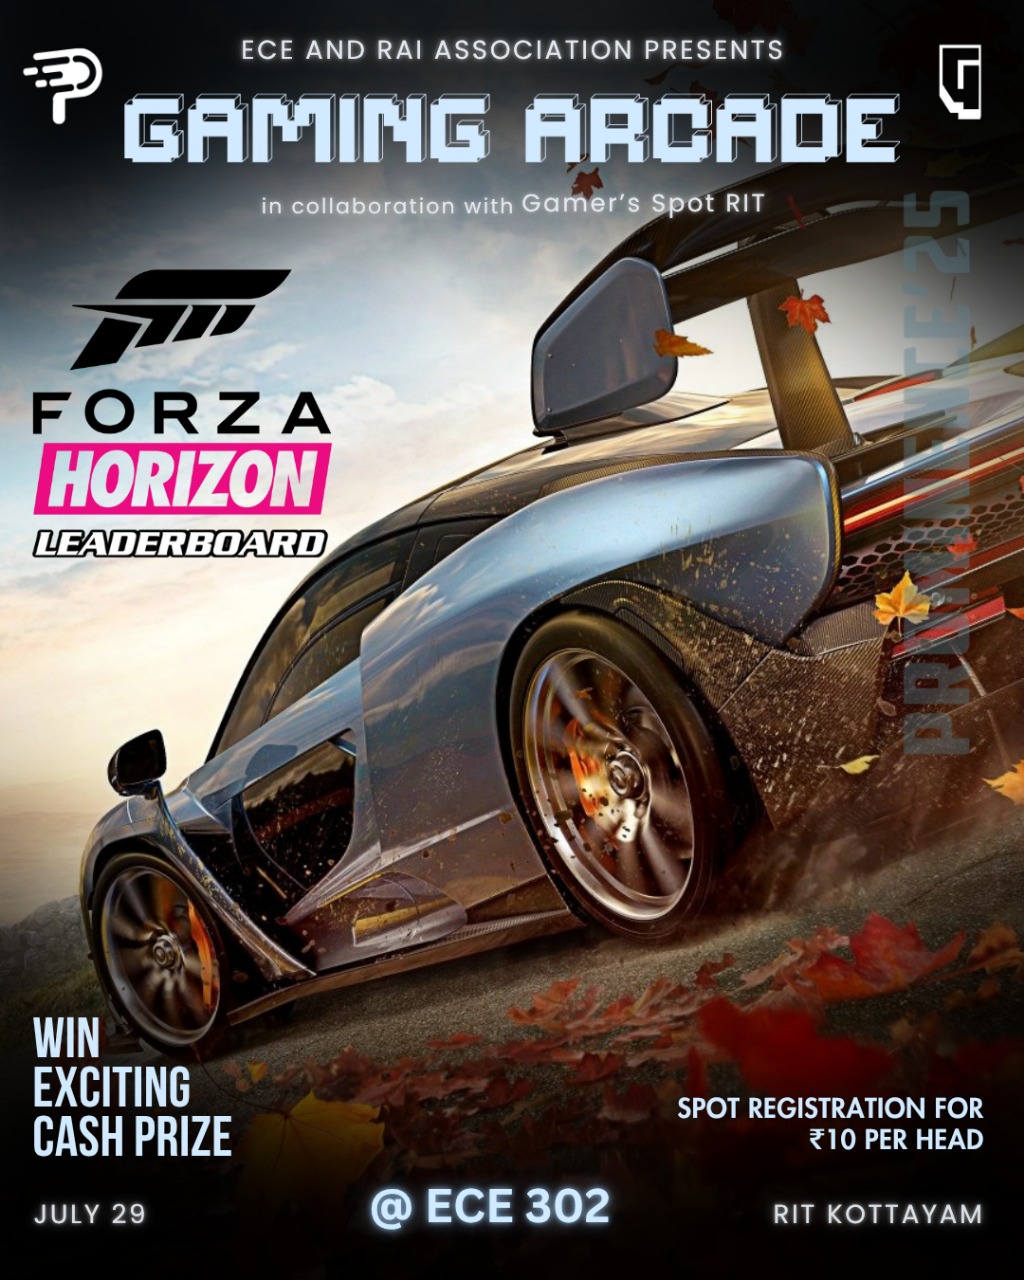 ECE AND RAI ASSOCIATION PRESENTS
GAMING ARCADE
in collaboration with Gamer's Spot RIT
FORZA
HORIZON
LEADERBOARD
WIN
EXCITING
CASH PRIZE
SPOT REGISTRATION FOR
₹10 PER HEAD
JULY 29
@ ECE 302
RIT KOTTAYAM